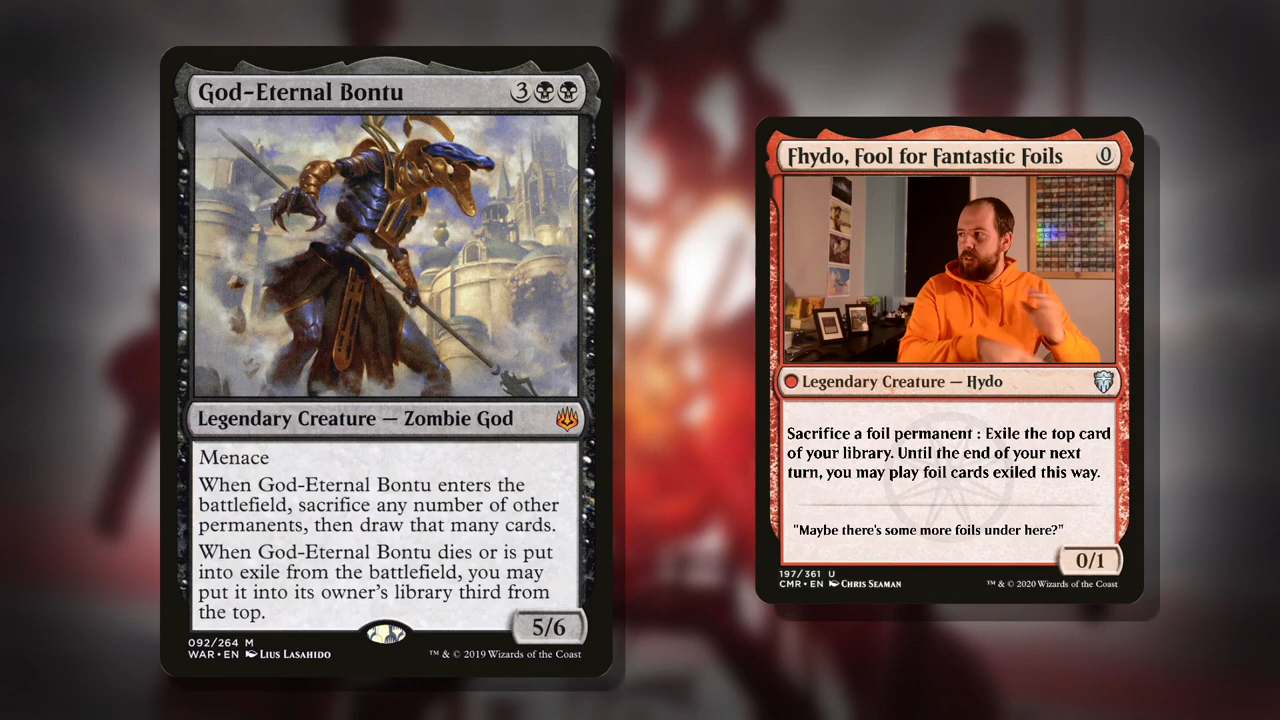 God-Eternal Bontu 3
Legendary Creature — Zombie God
Menace
When God-Eternal Bontu enters the
battlefield, sacrifice any number of other
permanents, then draw that many cards.
When God-Eternal Bontu dies or is put
into exile from the battlefield, you may
put it into its owner's library third from
the top.
5/6
092/264 M
WAR • EN Lius Lasahido
™ & © 2019 Wizards of the Coast
Fhydo, Fool for Fantastic Foils 0
Legendary Creature — Hydo
Sacrifice a foil permanent : Exile the top card
of your library. Until the end of your next
turn, you may play foil cards exiled this way.
"Maybe there's some more foils under here?"
0/1
197/361 U
CMR • EN Chris Seaman
™ & © 2020 Wizards of the Coast